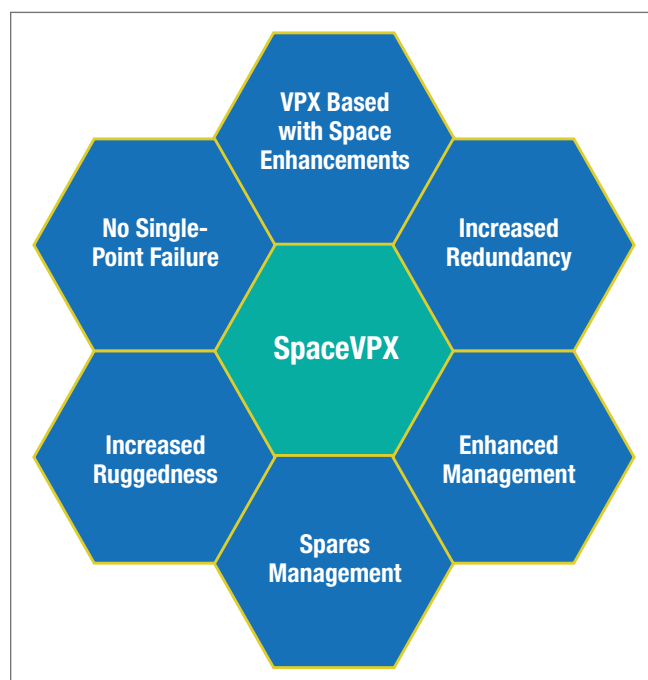 VPX Based
with Space
Enhancements
No Single-
Point Failure
Increased
Redundancy
SpaceVPX
Increased
Ruggedness
Enhanced
Management
Spares
Management